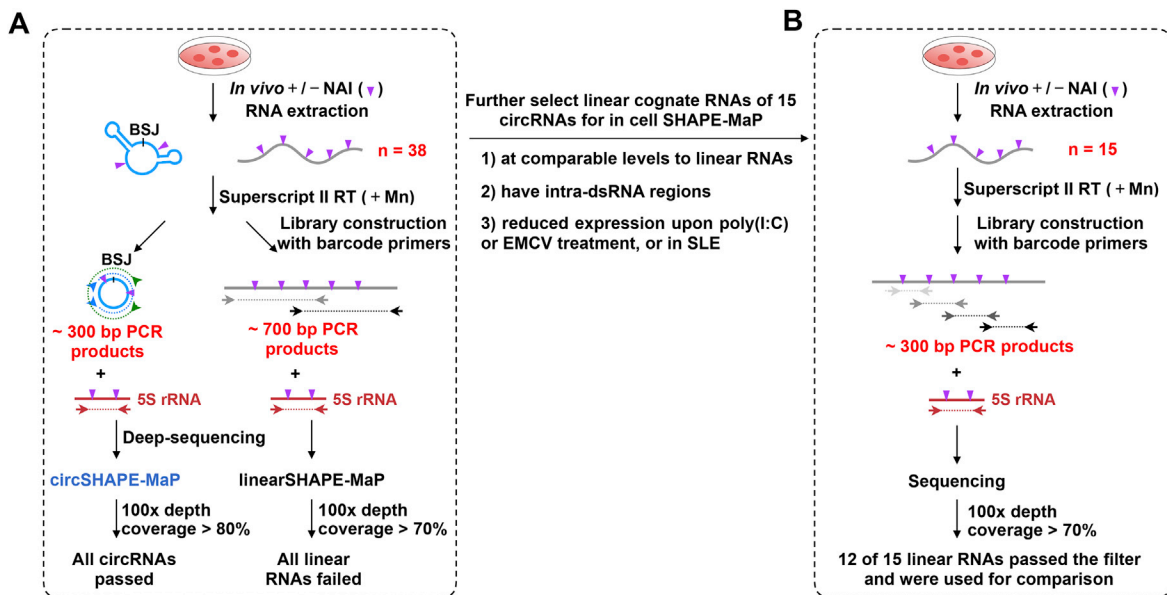 A
In vivo + / − NAI ( )
RNA extraction
BSJ
n = 38
Superscript II RT ( + Mn)
Library construction
with barcode primers
BSJ
~ 300 bp PCR
products
~ 700 bp PCR
products
+
+
5S rRNA
5S rRNA
Deep-sequencing
circSHAPE-MaP
linearSHAPE-MaP
100x depth
coverage > 80%
100x depth
coverage > 70%
All circRNAs
passed
All linear
RNAs failed
Further select linear cognate RNAs of 15
circRNAs for in cell SHAPE-MaP
1) at comparable levels to linear RNAs
2) have intra-dsRNA regions
3) reduced expression upon poly(I:C)
or EMCV treatment, or in SLE
B
In vivo + / − NAI ( )
RNA extraction
n = 15
Superscript II RT ( + Mn)
Library construction
with barcode primers
~ 300 bp PCR products
+
5S rRNA
Sequencing
100x depth
coverage > 70%
12 of 15 linear RNAs passed the filter
and were used for comparison